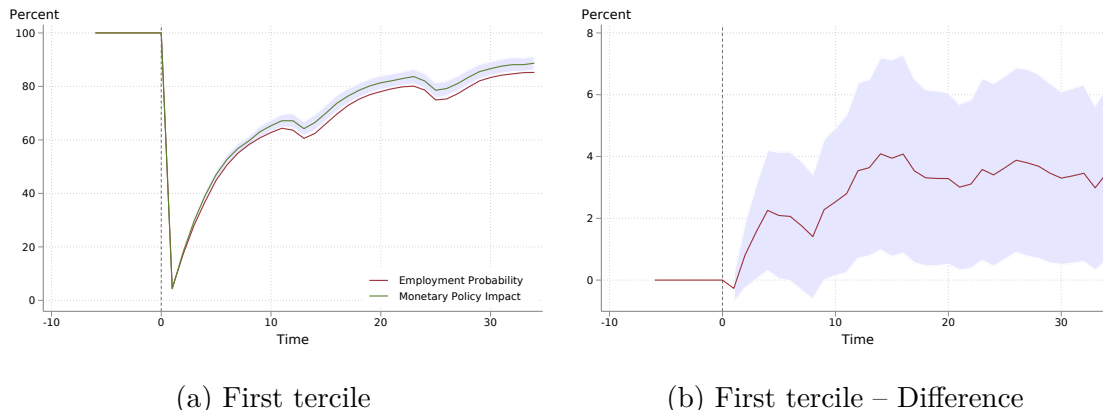 Percent
100
80
60
40
20
0
-10
0
10
20
30
Time
Employment Probability
Monetary Policy Impact
(a) First tercile
Percent
8
6
4
2
0
-10
0
10
20
30
Time
(b) First tercile – Difference